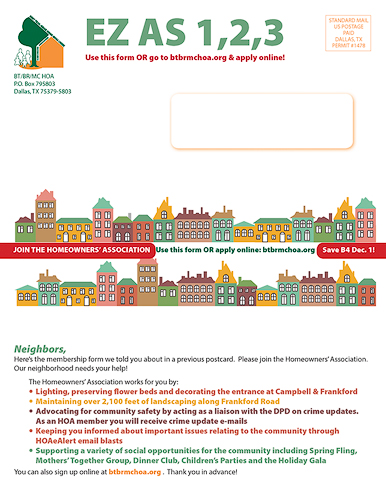 EZ AS 1,2,3
STANDARD MAIL
US POSTAGE
PAID
DALLAS, TX
PERMIT #1478
Use this form OR go to btbrmchoa.org & apply online!
BT/BR/MC HOA
P.O. Box 795803
Dallas, TX 75379-5803
JOIN THE HOMEOWNERS' ASSOCIATION
Use this form OR apply online: btbrmchoa.org
Save B4 Dec. 1!
Neighbors,
Here's the membership form we told you about in a previous postcard. Please join the Homeowners' Association.
Our neighborhood needs your help!
The Homeowners' Association works for you by:
• Lighting, preserving flower beds and decorating the entrance at Campbell & Frankford
• Maintaining over 2,100 feet of landscaping along Frankford Road
• Advocating for community safety by acting as a liaison with the DPD on crime updates.
As an HOA member you will receive crime update e-mails
• Keeping you informed about important issues relating to the community through
HOAeAlert email blasts
• Supporting a variety of social opportunities for the community including Spring Fling,
Mothers' Together Group, Dinner Club, Children's Parties and the Holiday Gala
You can also sign up online at btbrmchoa.org . Thank you in advance!